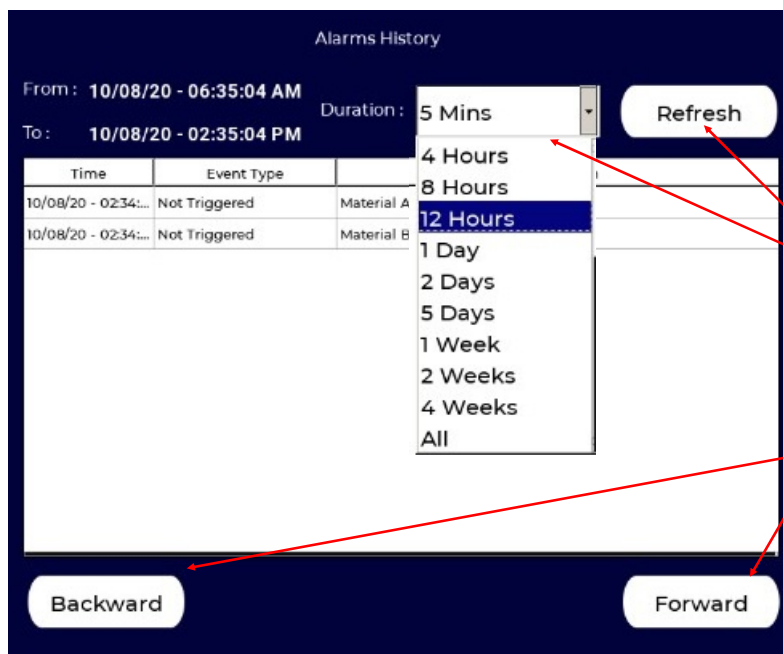 Alarms History
From : 10/08/20 - 06:35:04 AM
Duration : 5 Mins
Refresh
To : 10/08/20 - 02:35:04 PM
Time Event Type
10/08/20 - 02:34:... Not Triggered Material A
10/08/20 - 02:34:... Not Triggered Material B
4 Hours
8 Hours
12 Hours
1 Day
2 Days
5 Days
1 Week
2 Weeks
4 Weeks
All
Backward Forward